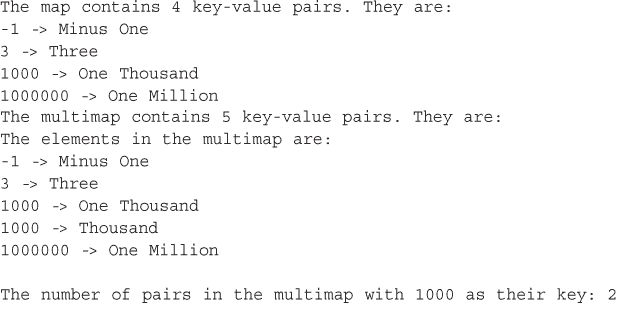 The map contains 4 key-value pairs. They are:
-1 -> Minus One
3 -> Three
1000 -> One Thousand
1000000 -> One Million
The multimap contains 5 key-value pairs. They are:
The elements in the multimap are:
-1 -> Minus One
3 -> Three
1000 -> One Thousand
1000 -> Thousand
1000000 -> One Million
The number of pairs in the multimap with 1000 as their key: 2